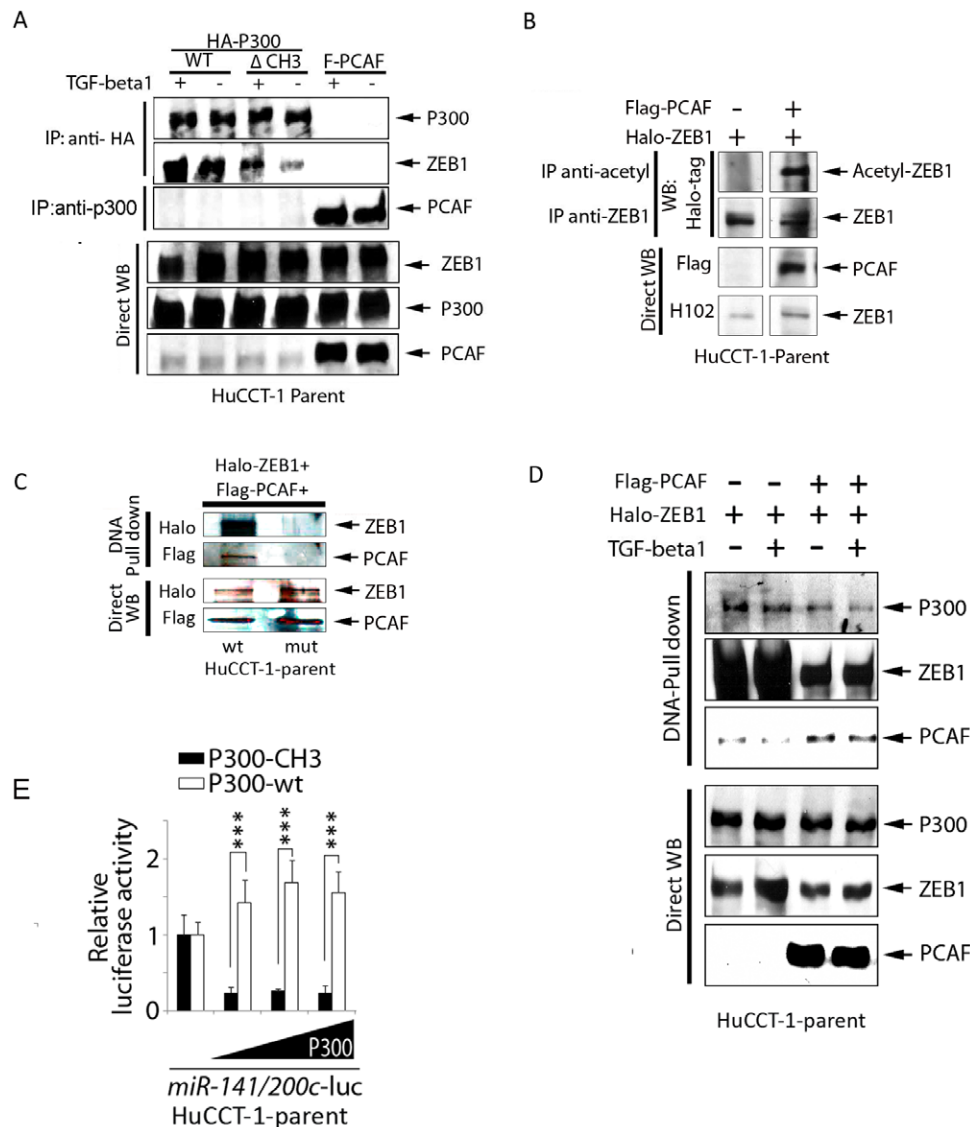 A
HA-P300
WT Δ CH3 F-PCAF
TGF-beta1 + - + - + -
IP: anti- HA
P300
ZEB1
IP:anti-p300
PCAF
Direct WB
ZEB1
P300
PCAF
HuCCT-1 Parent
B
Flag-PCAF - +
Halo-ZEB1 + +
IP anti-acetyl
IP anti-ZEB1
WB:
Halo-tag
Acetyl-ZEB1
ZEB1
Direct WB
Flag
PCAF
H102
ZEB1
HuCCT-1-Parent
C
Halo-ZEB1+
Flag-PCAF+
DNA
Pull down
Halo
ZEB1
Flag
PCAF
Direct
WB
Halo
ZEB1
Flag
PCAF
wt mut
HuCCT-1-parent
D
Flag-PCAF - - + +
Halo-ZEB1 + + + +
TGF-beta1 - + - +
DNA-Pull down
P300
ZEB1
PCAF
Direct WB
P300
ZEB1
PCAF
HuCCT-1-parent
E
P300-CH3
P300-wt
Relative
luciferase activity
2
1
0
*** *** ***
P300
miR-141/200c-luc
HuCCT-1-parent